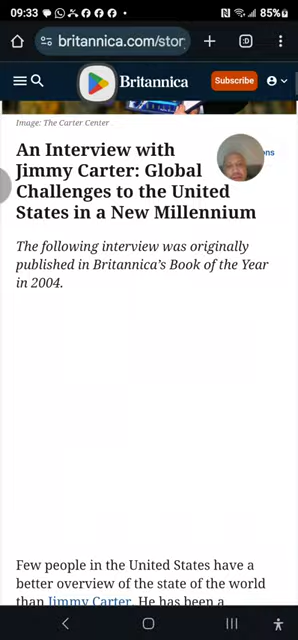 09:33
85%
britannica.com/stor
:D
Britannica
Subscribe
Image: The Carter Center
An Interview with
ons
Jimmy Carter: Global
Challenges to the United
States in a New Millennium
The following interview was originally
published in Britannica's Book of the Year
in 2004.
Few people in the United States have a
better overview of the state of the world
than Jimmy Carter. He has been a